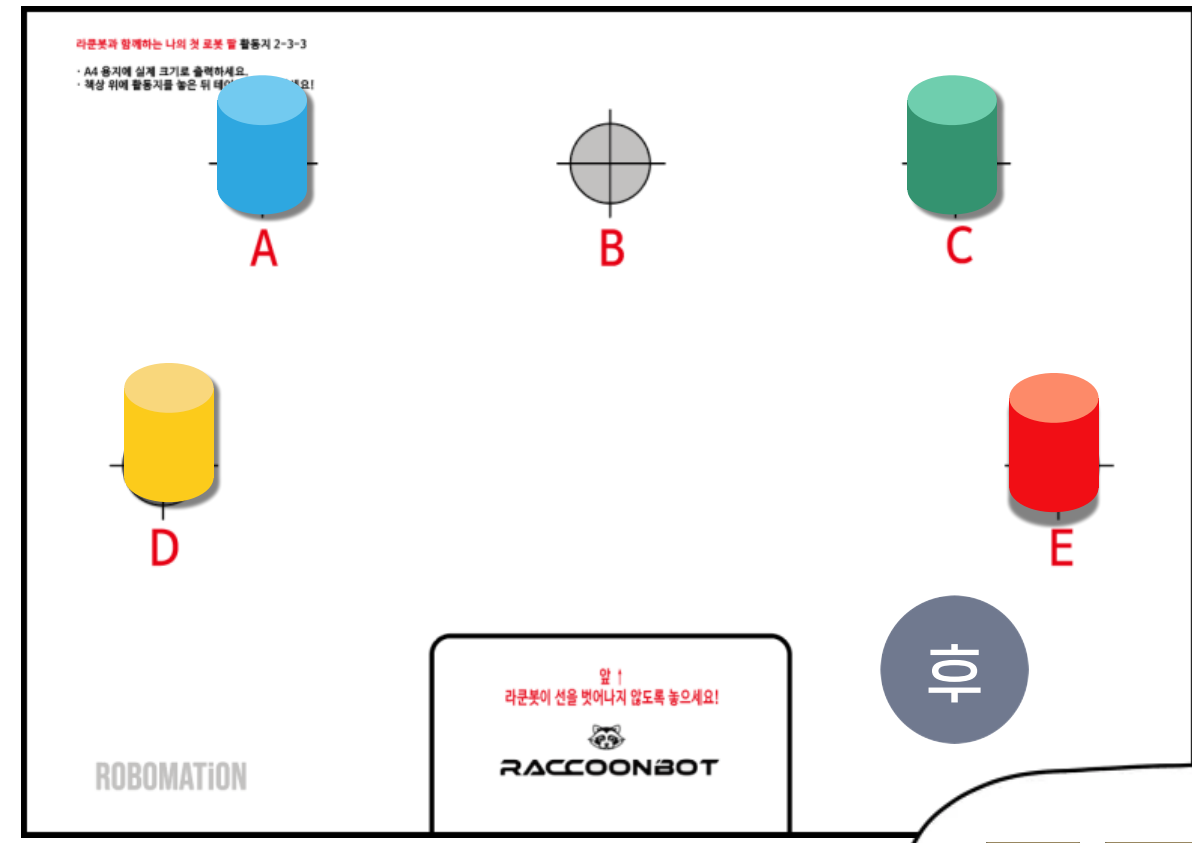 라쿤봇과 함께하는 나의 첫 로봇 팔 활동지 2-3-3
· A4 용지에 실제 크기로 출력하세요.
· 책상 위에 활동지를 놓은 뒤
A
B
C
D
E
후
앞 ↑
라쿤봇이 선을 벗어나지 않도록 놓으세요!
RACCOONBOT
ROBOMATiON